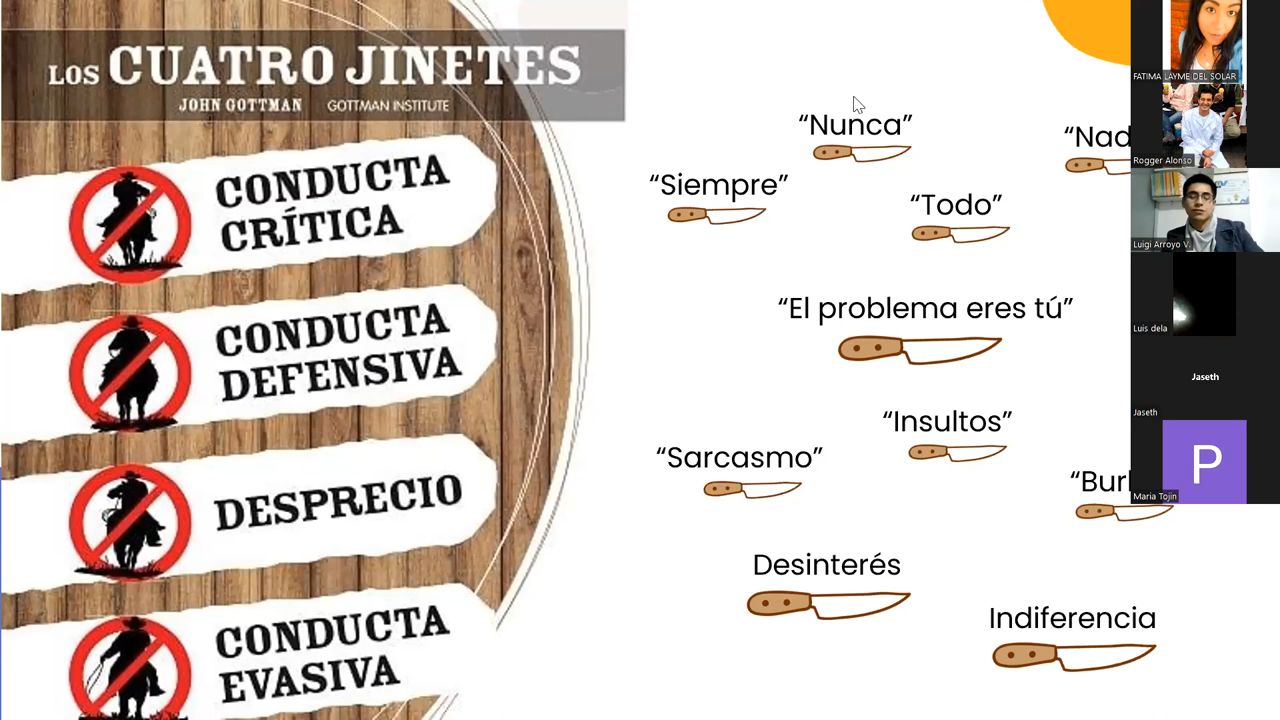 LOS CUATRO JINETES
JOHN GOTTMAN GOTTMAN INSTITUTE
CONDUCTA
CRÍTICA
CONDUCTA
DEFENSIVA
DESPRECIO
CONDUCTA
EVASIVA
“Nunca”
“Siempre”
“Todo”
“El problema eres tú”
“Insultos”
“Sarcasmo”
Desinterés
Indiferencia
FATIMA LAYME DEL SOLAR
Rogger Alonso
Luigi Arroyo V.
Luis dela
Jaseth
Jaseth
P
Maria Tojin